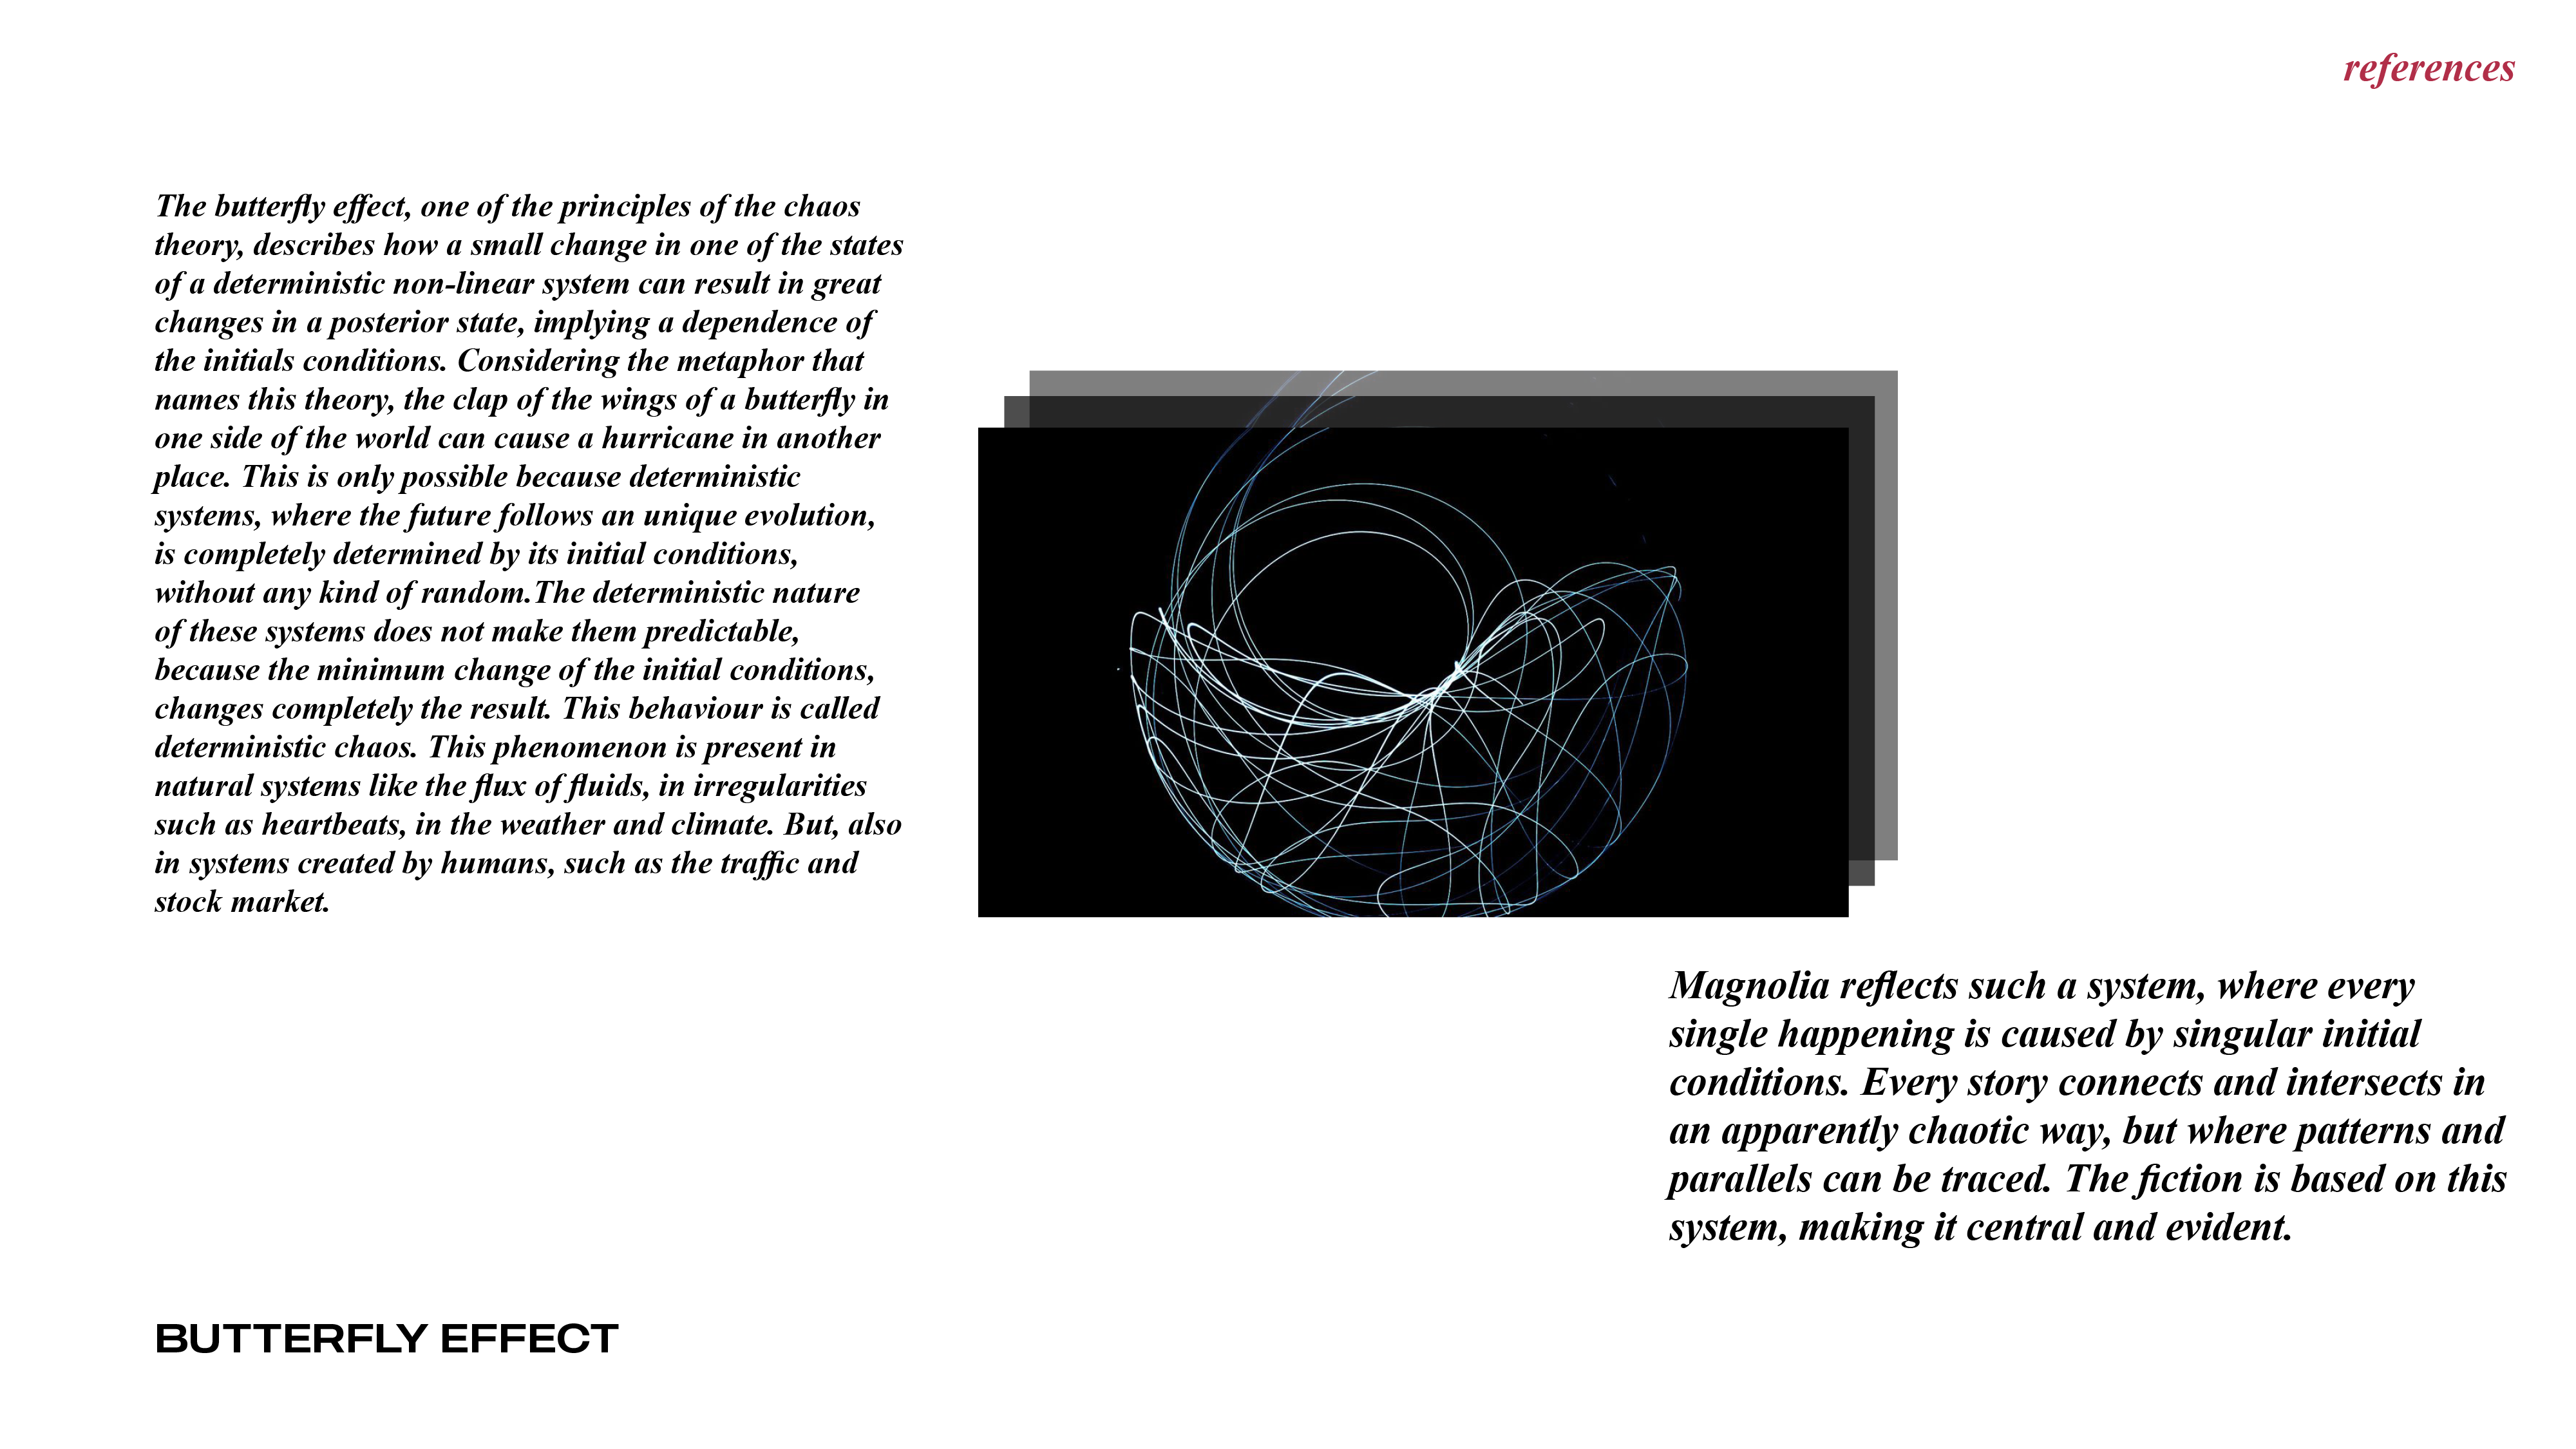 references
The butterfly effect, one of the principles of the chaos
theory, describes how a small change in one of the states
of a deterministic non-linear system can result in great
changes in a posterior state, implying a dependence of
the initials conditions. Considering the metaphor that
names this theory, the clap of the wings of a butterfly in
one side of the world can cause a hurricane in another
place. This is only possible because deterministic
systems, where the future follows an unique evolution,
is completely determined by its initial conditions,
without any kind of random.The deterministic nature
of these systems does not make them predictable,
because the minimum change of the initial conditions,
changes completely the result. This behaviour is called
deterministic chaos. This phenomenon is present in
natural systems like the flux of fluids, in irregularities
such as heartbeats, in the weather and climate. But, also
in systems created by humans, such as the traffic and
stock market.
Magnolia reflects such a system, where every
single happening is caused by singular initial
conditions. Every story connects and intersects in
an apparently chaotic way, but where patterns and
parallels can be traced. The fiction is based on this
system, making it central and evident.
BUTTERFLY EFFECT